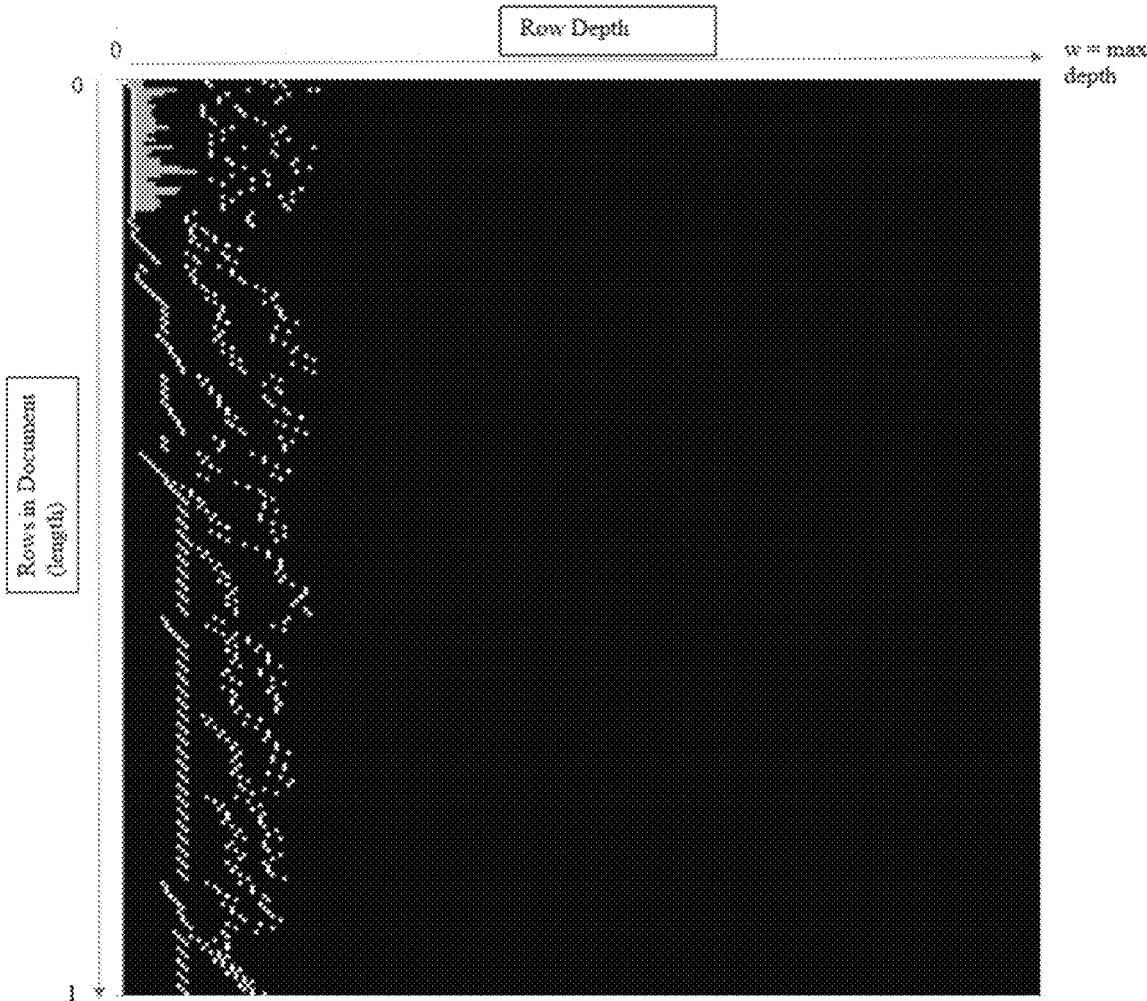 Row Depth
0
w = max
depth
0
Rows in Document
(length)